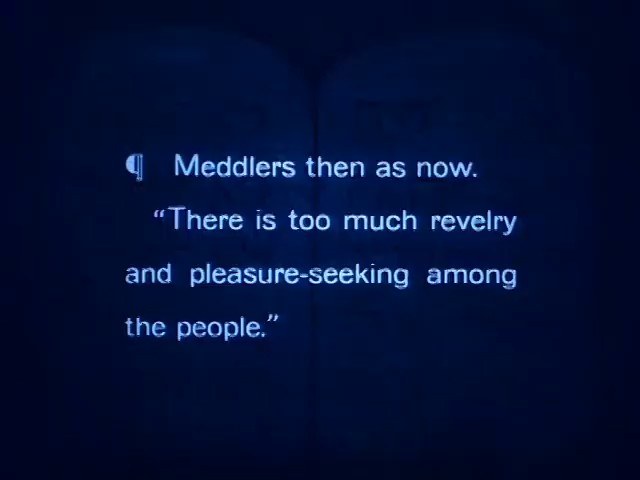 ¶ Meddlers then as now.
“There is too much revelry
and pleasure-seeking among
the people.”